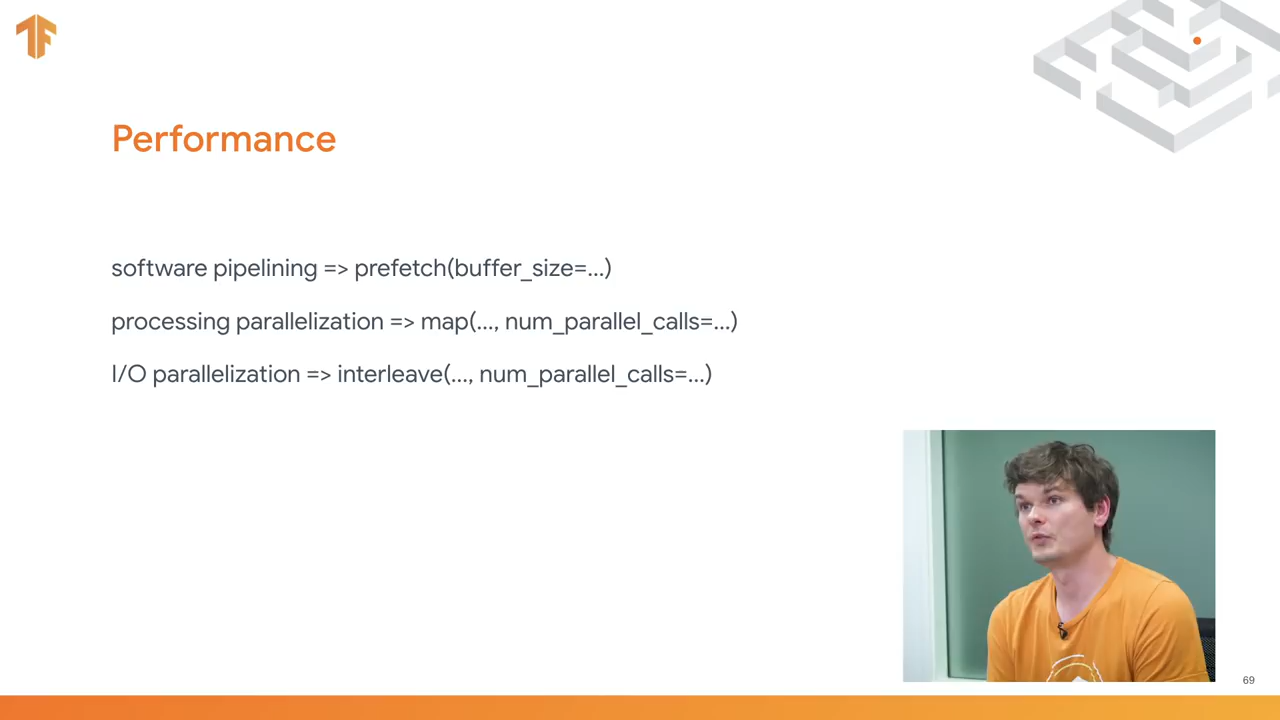 Performance
software pipelining => prefetch(buffer_size=...)
processing parallelization => map(..., num_parallel_calls=...)
I/O parallelization => interleave(..., num_parallel_calls=...)
69